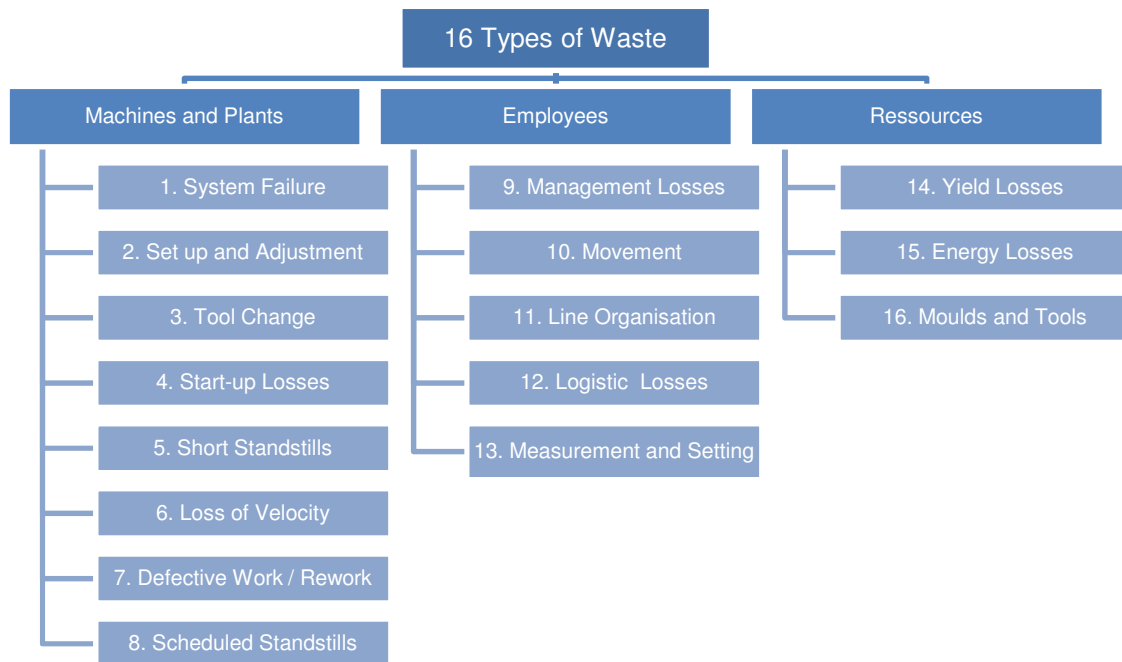 16 Types of Waste
Machines and Plants
1. System Failure
2. Set up and Adjustment
3. Tool Change
4. Start-up Losses
5. Short Standstills
6. Loss of Velocity
7. Defective Work / Rework
8. Scheduled Standstills
Employees
9. Management Losses
10. Movement
11. Line Organisation
12. Logistic Losses
13. Measurement and Setting
Ressources
14. Yield Losses
15. Energy Losses
16. Moulds and Tools